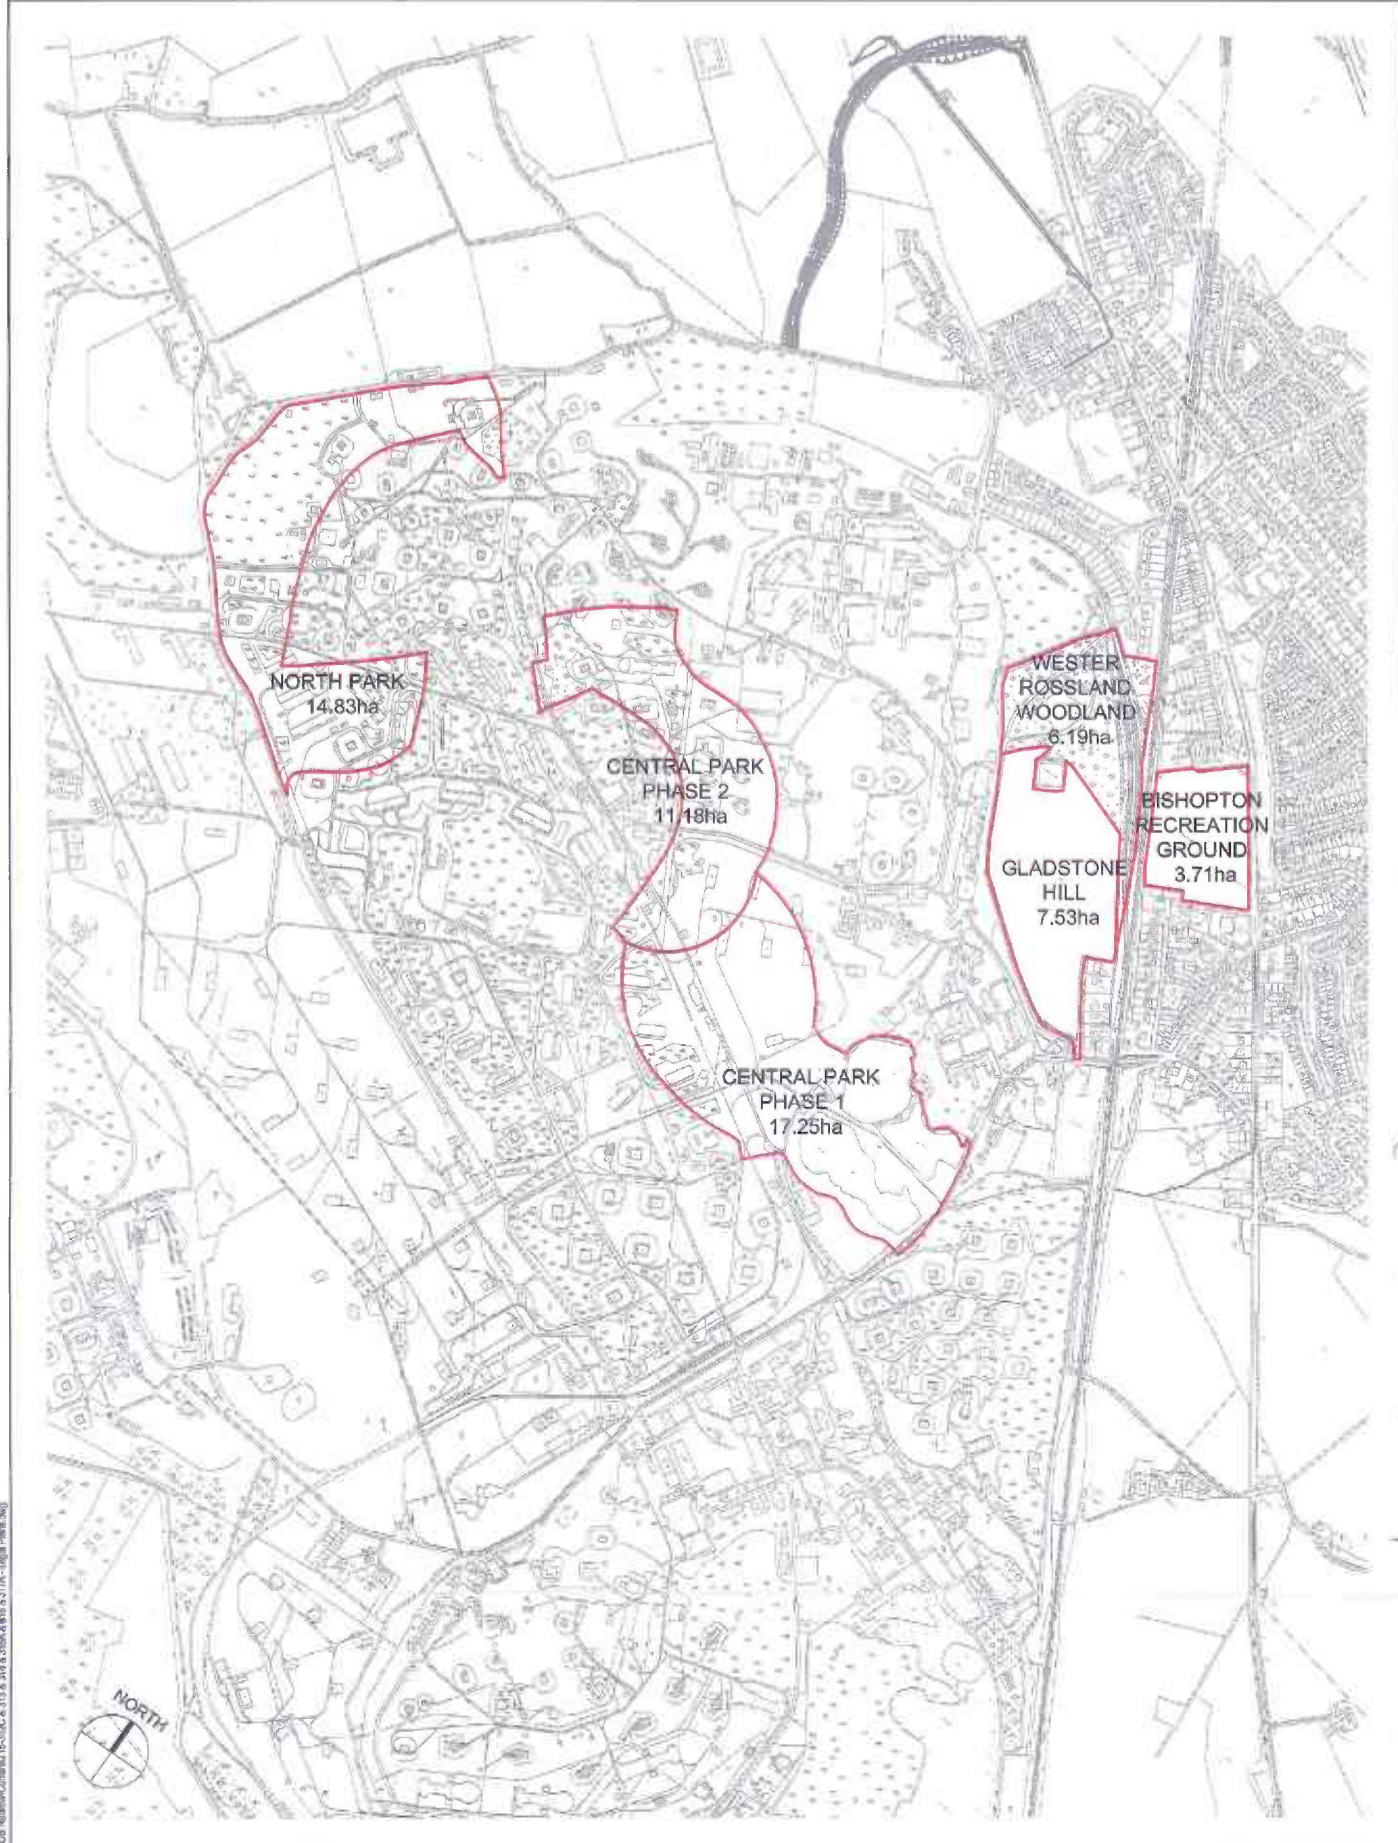 NORTH PARK
14.83ha
WESTER
ROSSLAND
WOODLAND
6.19ha
CENTRAL PARK
PHASE 2
11.18ha
BISHOPTON
RECREATION
GROUND
3.71ha
GLADSTONE
HILL
7.53ha
CENTRAL PARK
PHASE 1
17.25ha
NORTH